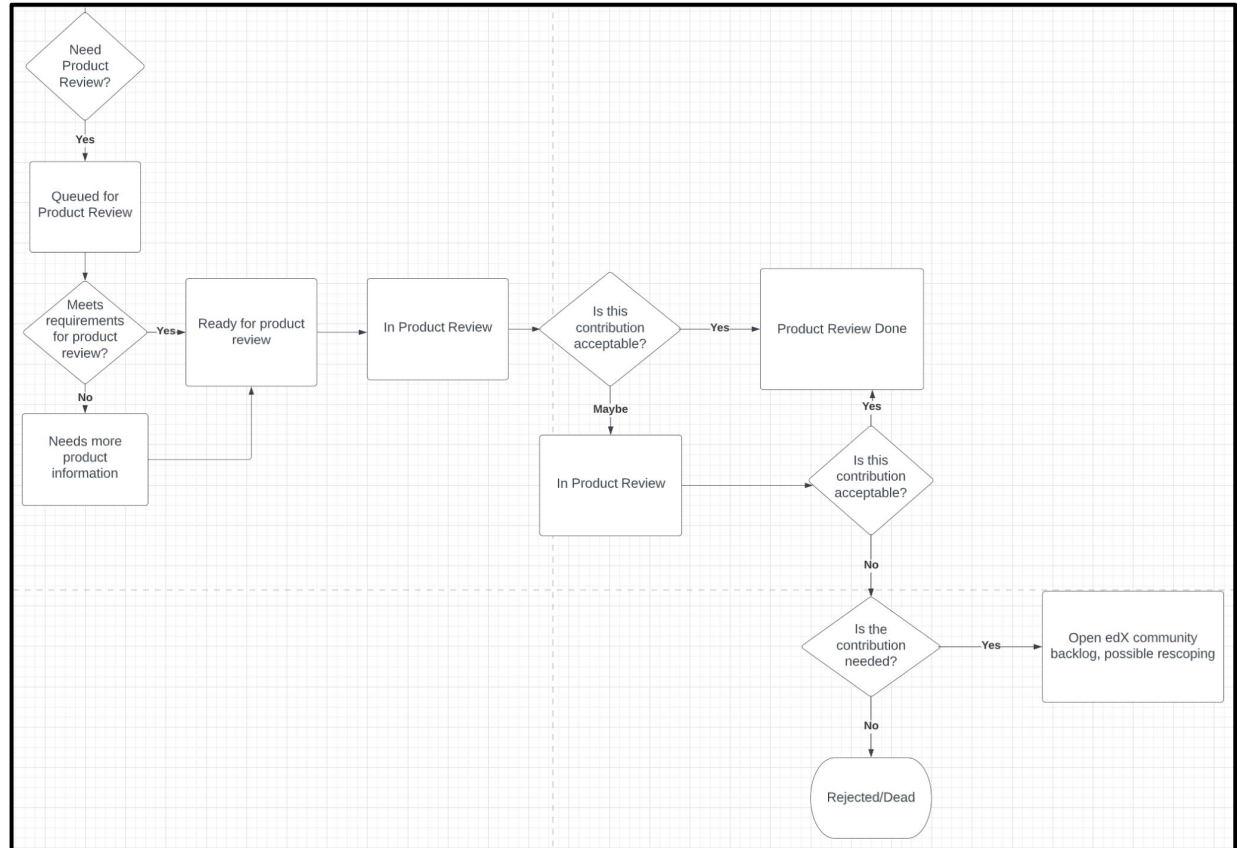 Need
Product
Review?
Yes
Queued for
Product Review
Meets
requirements
for product
review?
Yes
No
Needs more
product
information
Ready for product
review
In Product Review
Is this
contribution
acceptable?
Yes
Product Review Done
Maybe
In Product Review
Is this
contribution
acceptable?
Yes
No
Is the
contribution
needed?
Yes
Open edX community
backlog, possible rescoping
No
Rejected/Dead